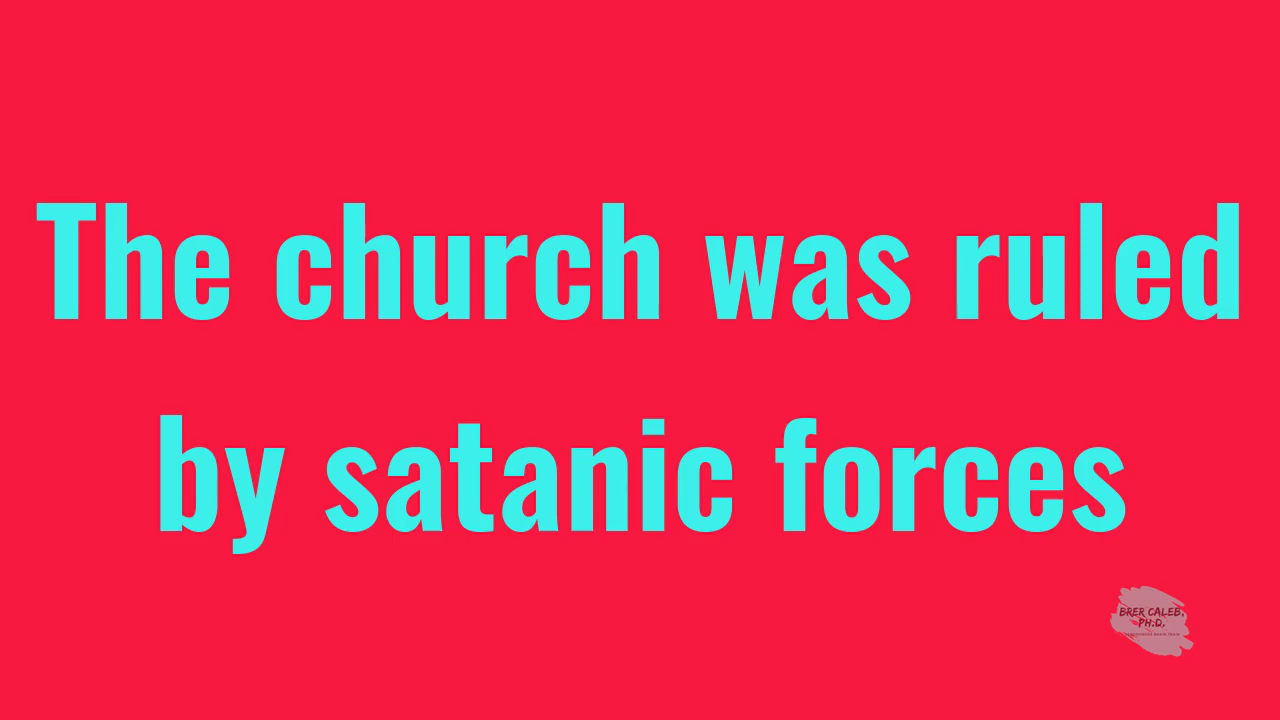 The church was ruled
by satanic forces
BRER CALEB,
PH.D.